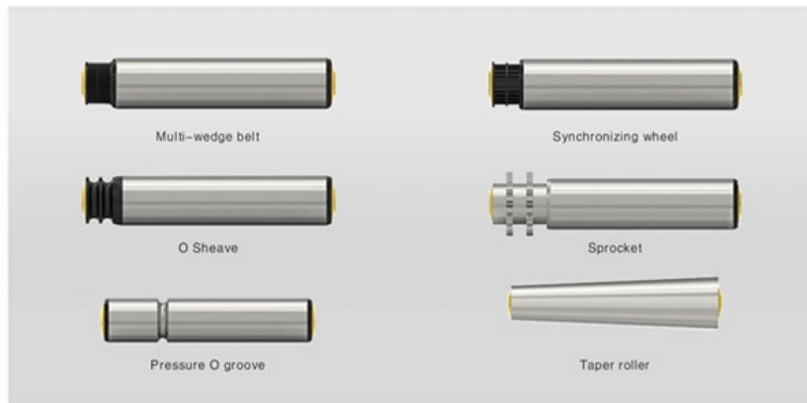 Multi-wedge belt
Synchronizing wheel
O Sheave
Sprocket
Pressure O groove
Taper roller